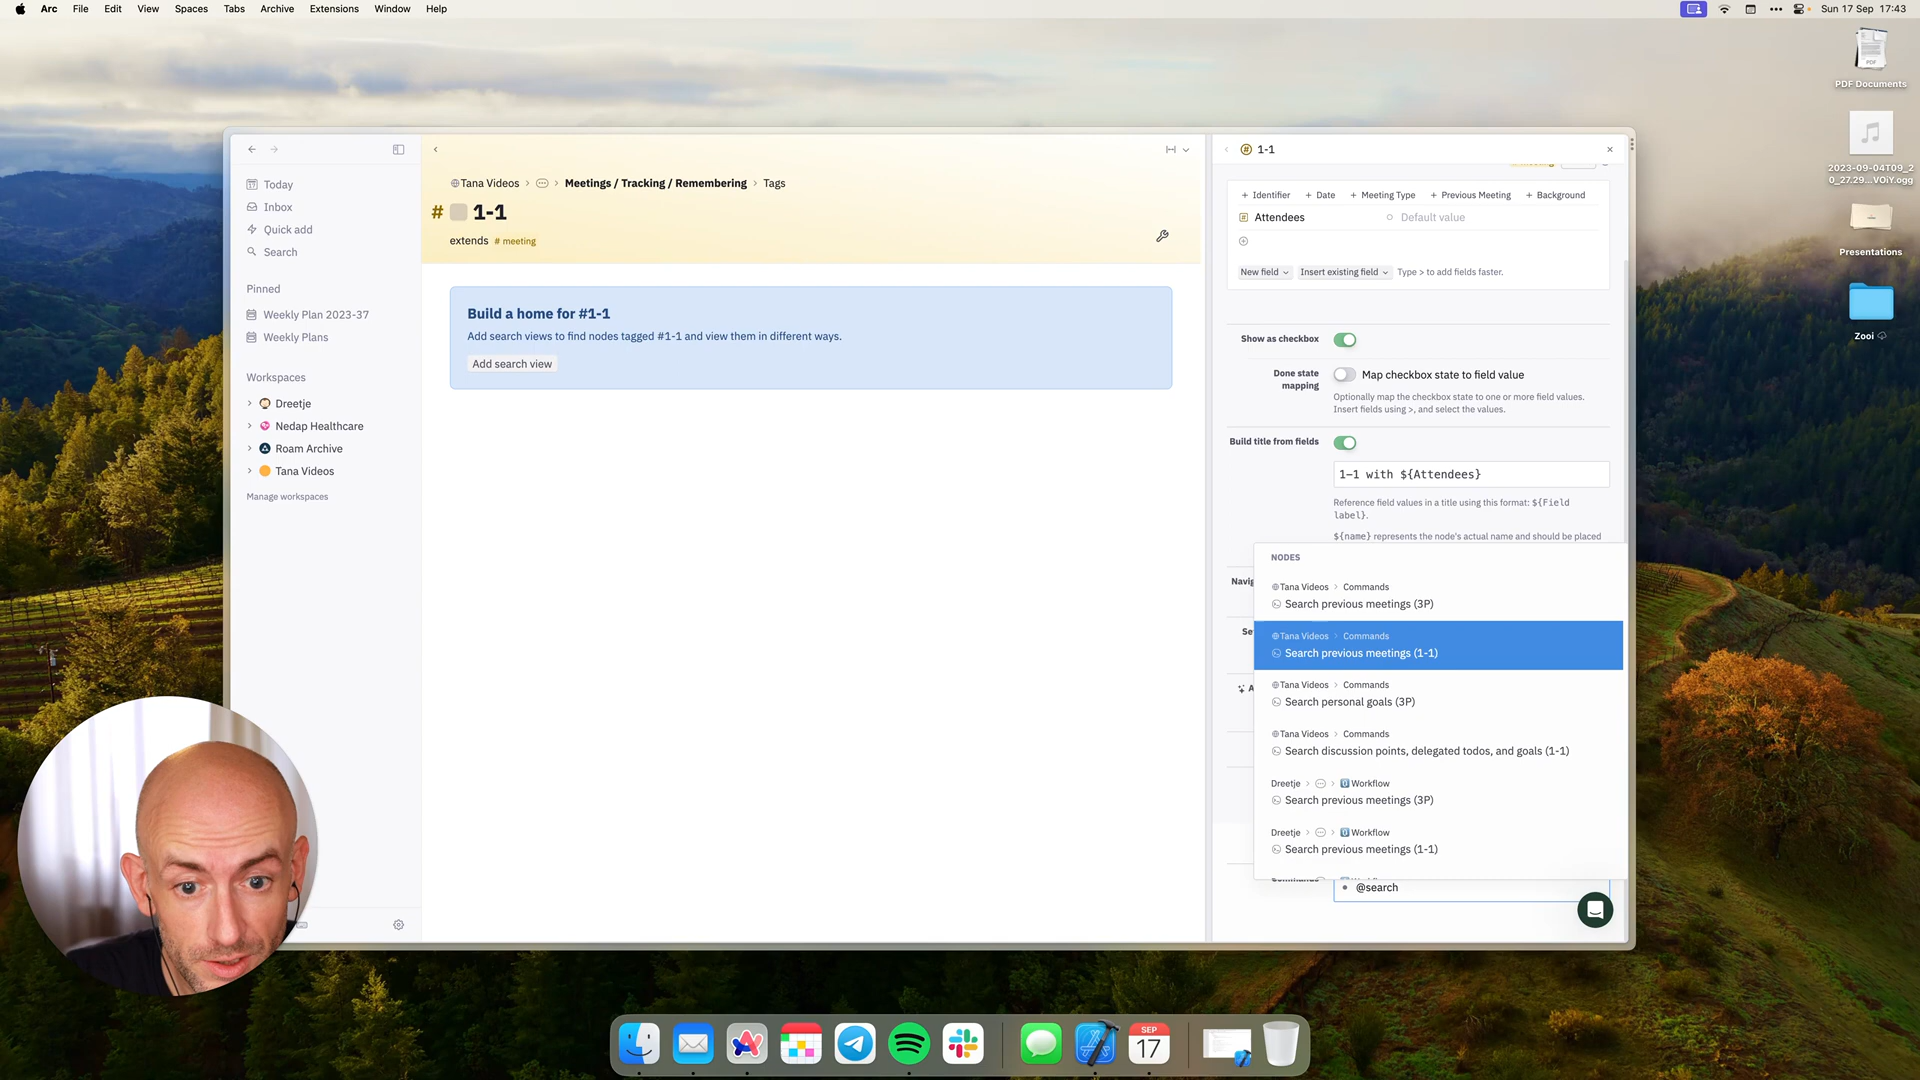 Arc File Edit View Spaces Tabs Archive Extensions Window Help
Sun 17 Sep 17:43
PDF
PDF Documents
2023-09-04T09_2
0_27.29...VOiY.ogg
Presentations
Zooi
Today
Inbox
Quick add
Search
Pinned
Weekly Plan 2023-37
Weekly Plans
Workspaces
Dreetje
Nedap Healthcare
Roam Archive
Tana Videos
Manage workspaces
Tana Videos > > Meetings / Tracking / Remembering > Tags
# 1-1
extends # meeting
Build a home for #1-1
Add search views to find nodes tagged #1-1 and view them in different ways.
Add search view
# 1-1
+ Identifier + Date + Meeting Type + Previous Meeting + Background
Attendees Default value
New field Insert existing field Type > to add fields faster.
Show as checkbox
Done state
mapping
Map checkbox state to field value
Optionally map the checkbox state to one or more field values.
Insert fields using >, and select the values.
Build title from fields
1-1 with ${Attendees}
Reference field values in a title using this format: ${Field
label}.
${name} represents the node's actual name and should be placed
Navig
Se
A
NODES
Tana Videos > Commands
Search previous meetings (3P)
Tana Videos > Commands
Search previous meetings (1-1)
Tana Videos > Commands
Search personal goals (3P)
Tana Videos > Commands
Search discussion points, delegated todos, and goals (1-1)
Dreetje > > Workflow
Search previous meetings (3P)
Dreetje > > Workflow
Search previous meetings (1-1)
@search
SEP
17